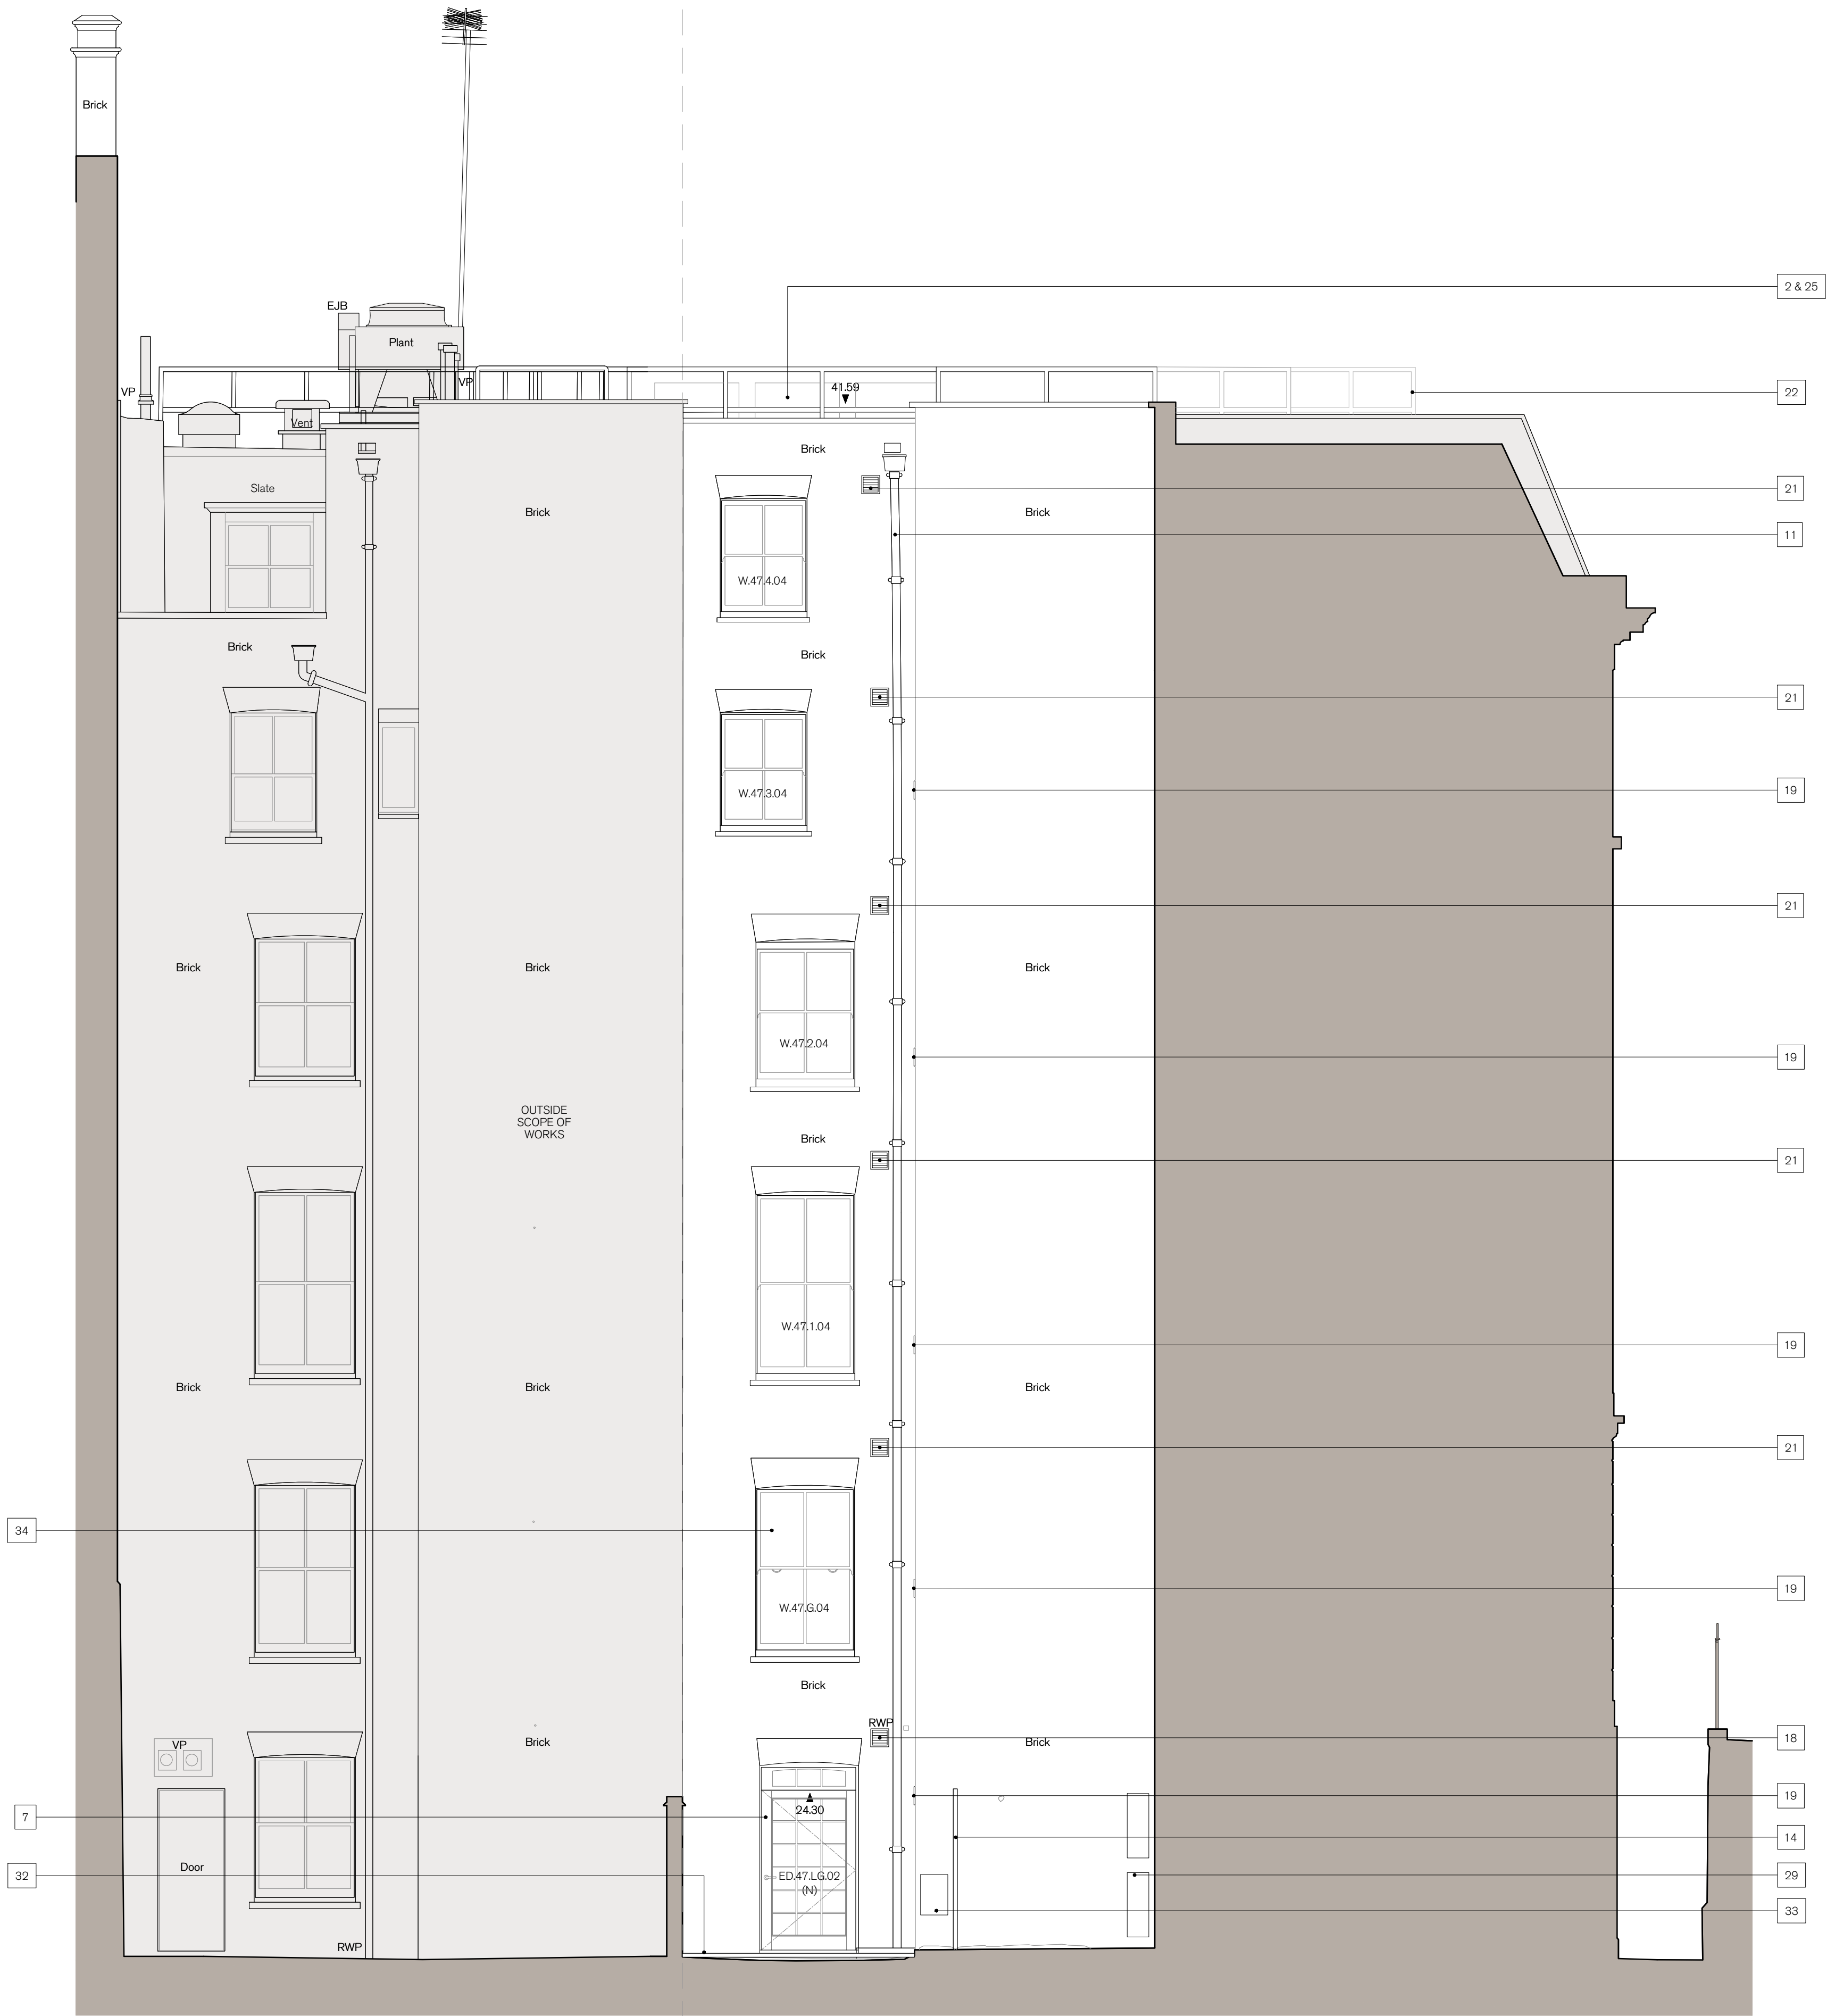 Brick
EJB
2 & 25
Plant
VP
VP
41.59
22
Vent
Brick
Slate
21
Brick
Brick
11
W.47.4.04
Brick
Brick
21
W.47.3.04
19
21
Brick
Brick
Brick
W.47.2.04
19
OUTSIDE
SCOPE OF
WORKS
Brick
21
W.47.1.04
19
Brick
Brick
Brick
21
34
19
W.47.G.04
Brick
RWP
VP
Brick
Brick
18
19
7
24.30
14
Door
32
ED.47.LG.02
(N)
29
33
RWP